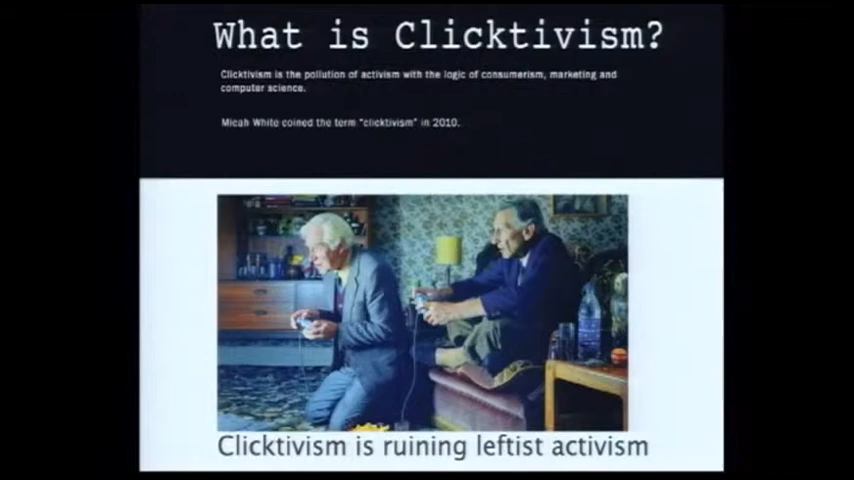 What is Clicktivism?
Clicktivism is the pollution of activism with the logic of consumerism, marketing and
computer science.
Micah White coined the term "clicktivism" in 2010.
Clicktivism is ruining leftist activism